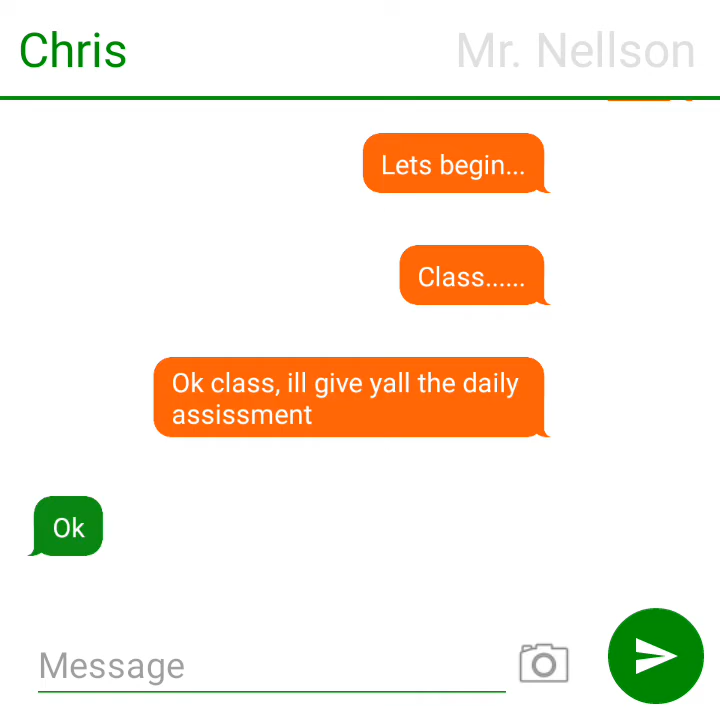 Chris
Mr. Nellson
Lets begin...
Class......
Ok class, ill give yall the daily
assissment
Ok
Message